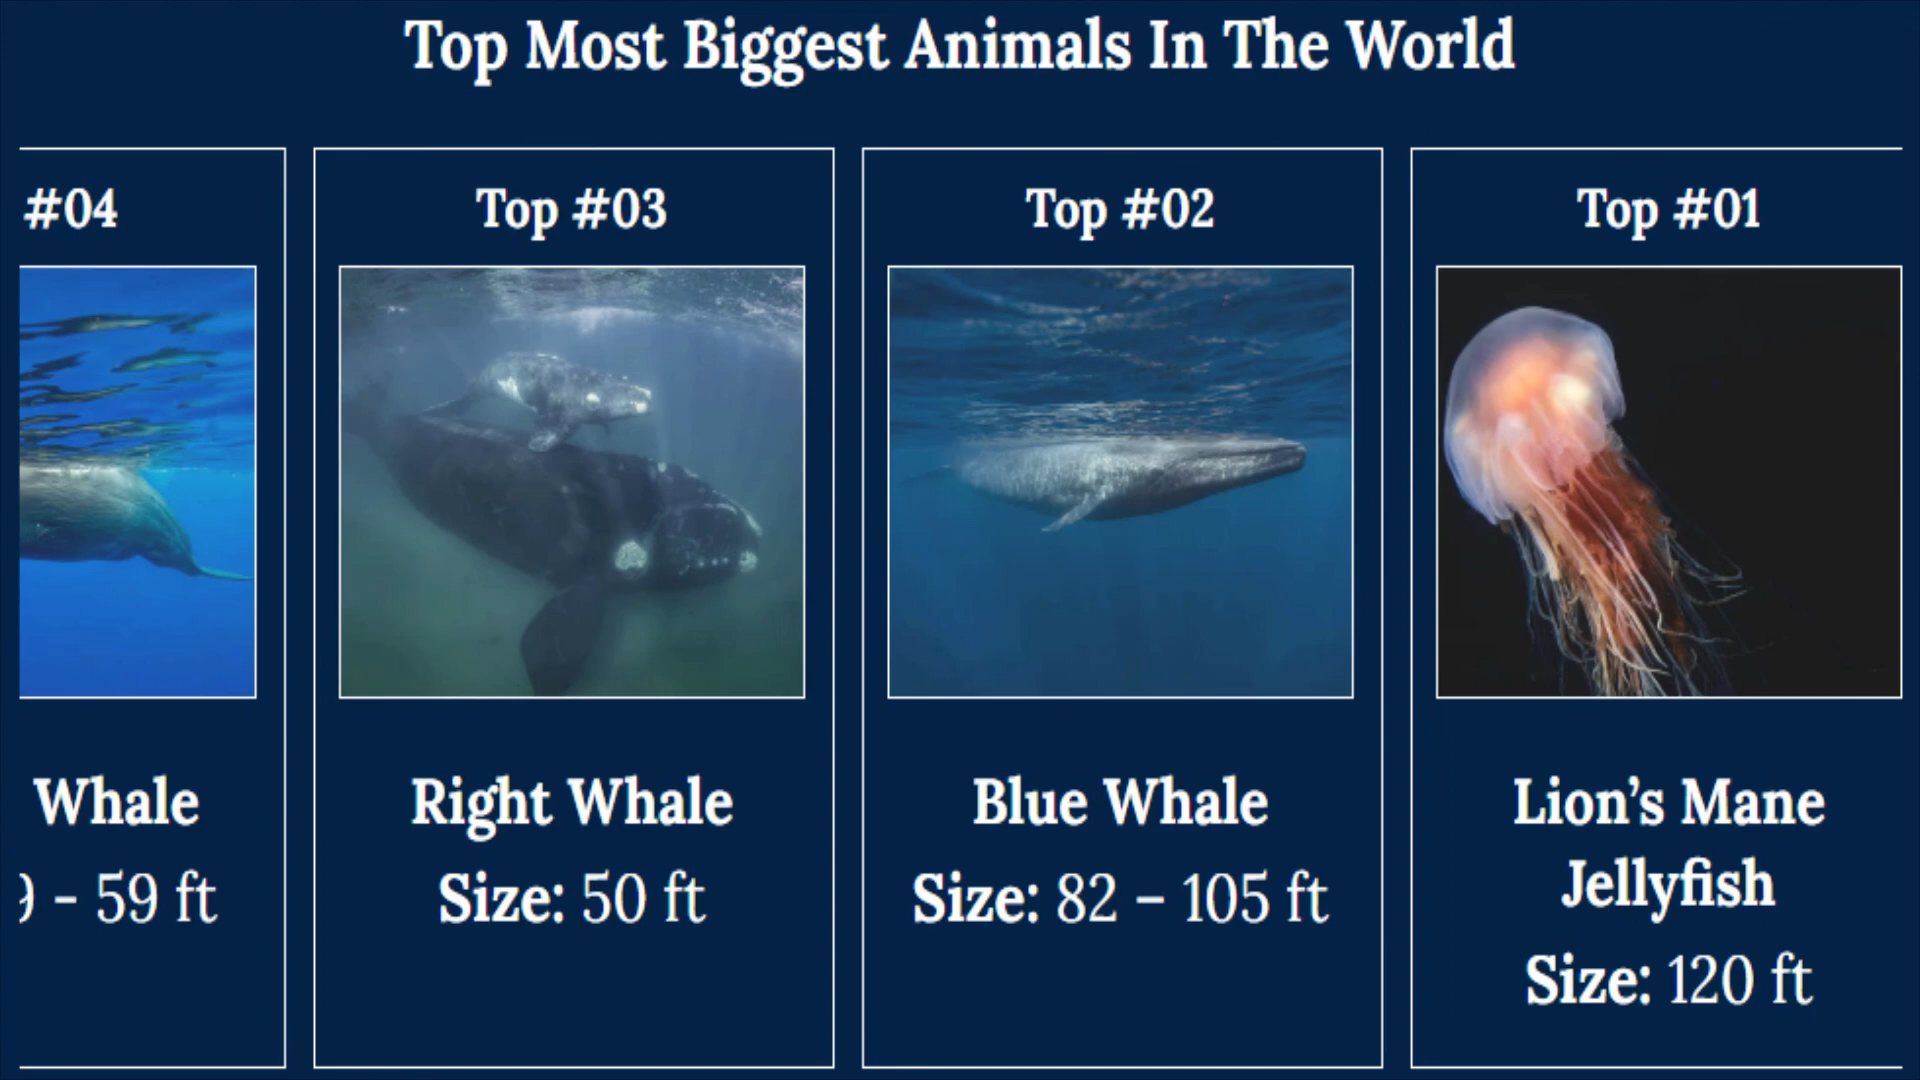 Top Most Biggest Animals In The World
#04
Whale
– 59 ft
Top #03
Right Whale
Size: 50 ft
Top #02
Blue Whale
Size: 82 – 105 ft
Top #01
Lion’s Mane
Jellyfish
Size: 120 ft